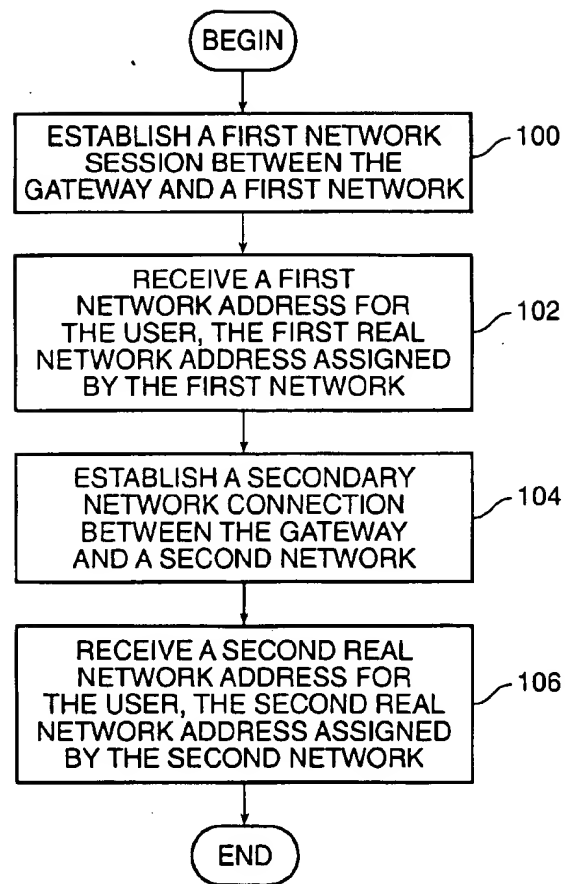 BEGIN
ESTABLISH A FIRST NETWORK
SESSION BETWEEN THE
GATEWAY AND A FIRST NETWORK
100
RECEIVE A FIRST
NETWORK ADDRESS FOR
THE USER, THE FIRST REAL
NETWORK ADDRESS ASSIGNED
BY THE FIRST NETWORK
102
ESTABLISH A SECONDARY
NETWORK CONNECTION
BETWEEN THE GATEWAY
AND A SECOND NETWORK
104
RECEIVE A SECOND REAL
NETWORK ADDRESS FOR
THE USER, THE SECOND REAL
NETWORK ADDRESS ASSIGNED
BY THE SECOND NETWORK
106
END